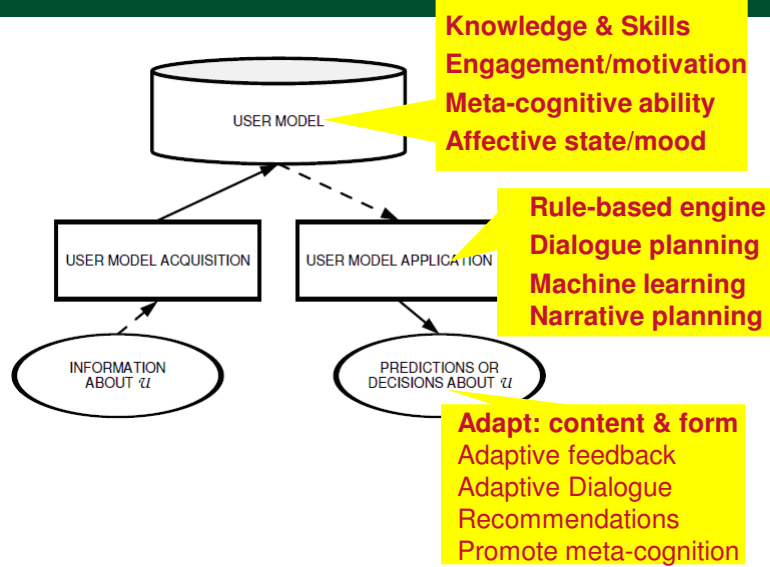 Knowledge & Skills
Engagement/motivation
Meta-cognitive ability
Affective state/mood
USER MODEL
Rule-based engine
Dialogue planning
Machine learning
Narrative planning
USER MODEL ACQUISITION
USER MODEL APPLICATION
INFORMATION
ABOUT 𝒰
PREDICTIONS OR
DECISIONS ABOUT 𝒰
Adapt: content & form
Adaptive feedback
Adaptive Dialogue
Recommendations
Promote meta-cognition